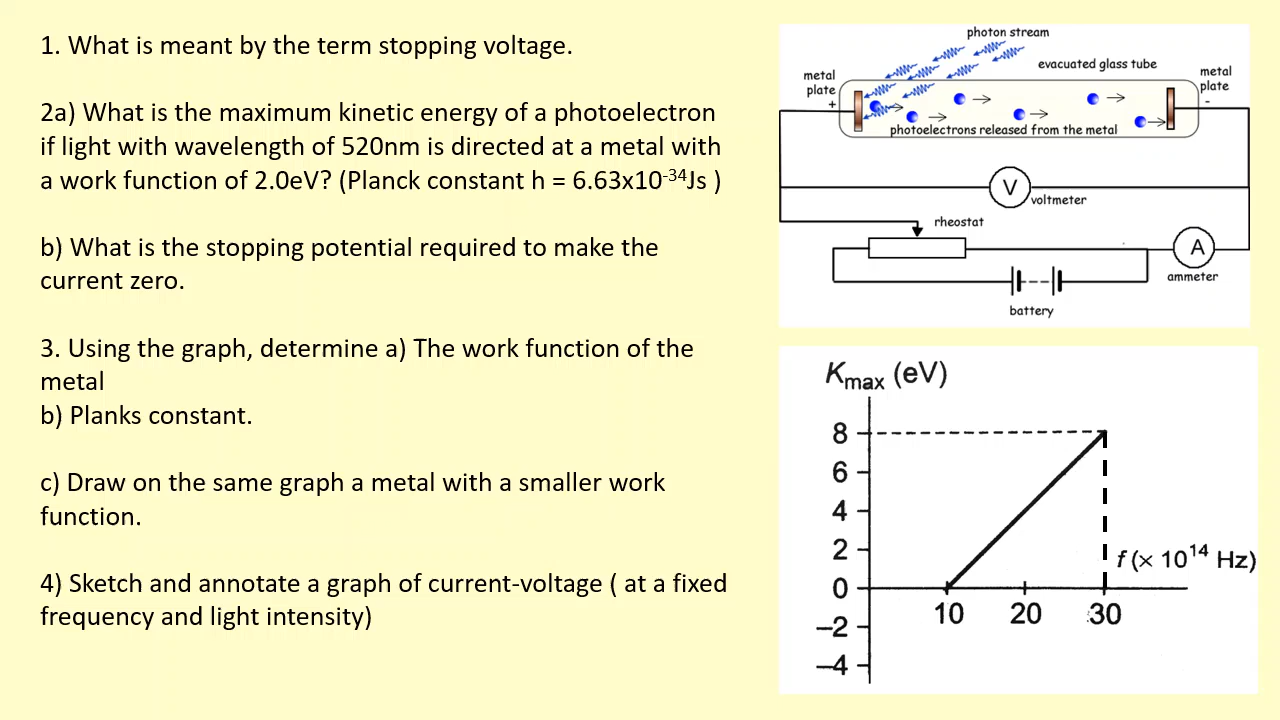 1. What is meant by the term stopping voltage.
2a) What is the maximum kinetic energy of a photoelectron
if light with wavelength of 520nm is directed at a metal with
a work function of 2.0eV? (Planck constant h = 6.63x10⁻³⁴Js )
b) What is the stopping potential required to make the
current zero.
3. Using the graph, determine a) The work function of the
metal
b) Planks constant.
c) Draw on the same graph a metal with a smaller work
function.
4) Sketch and annotate a graph of current-voltage ( at a fixed
frequency and light intensity)
photon stream
evacuated glass tube
metal
plate
+
metal
plate
-
photoelectrons released from the metal
V
voltmeter
rheostat
A
ammeter
battery
Kmax (eV)
8
6
4
2
0
–2
–4
f (× 10¹⁴ Hz)
10 20 30